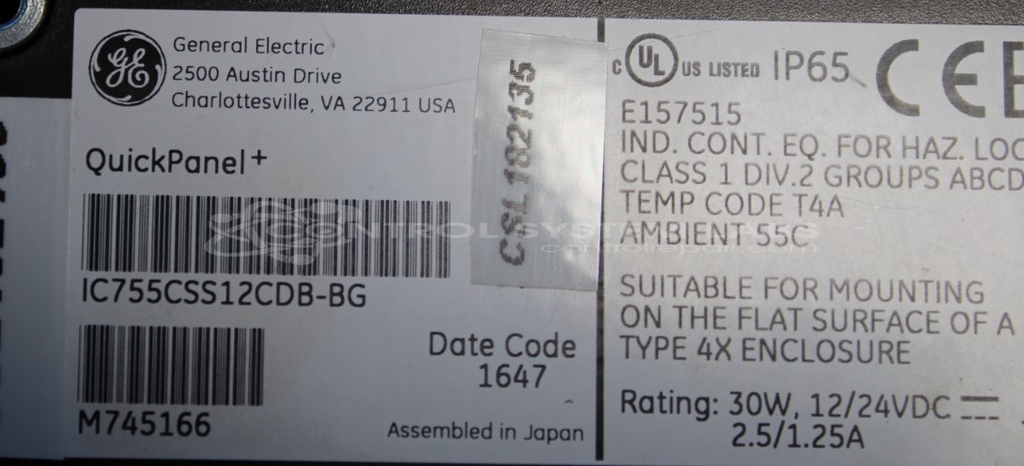 GE
General Electric
2500 Austin Drive
Charlottesville, VA 22911 USA
QuickPanel+
IC755CSS12CDB-BG
M745166
Date Code
1647
Assembled in Japan
CSL182135
C UL US LISTED IP65 CE
E157515
IND. CONT. EQ. FOR HAZ. LOC
CLASS 1 DIV.2 GROUPS ABCD
TEMP CODE T4A
AMBIENT 55C
SUITABLE FOR MOUNTING
ON THE FLAT SURFACE OF A
TYPE 4X ENCLOSURE
Rating: 30W, 12/24VDC
2.5/1.25A
controlrepair.com